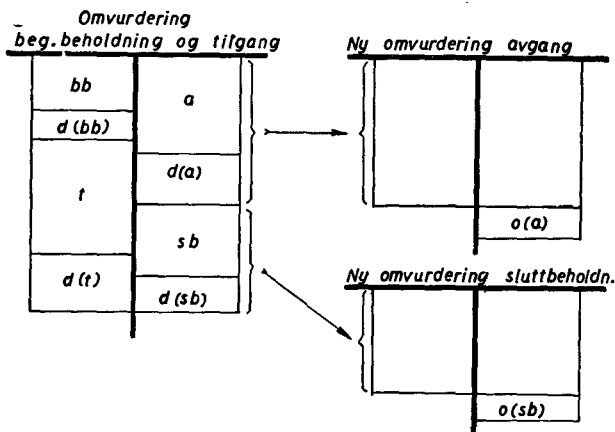 Omvurdering
beg. beholdning og tilgang
bb
a
d (bb)
t
d(a)
sb
d(t)
d(sb)
Ny omvurdering avgang
o(a)
Ny omvurdering sluttbeholdn.
o(sb)